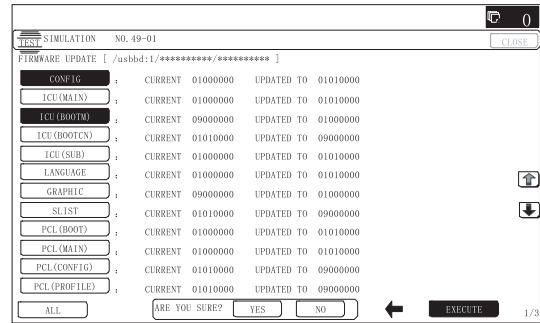 0
TEST SIMULATION NO. 49-01
CLOSE
FIRMWARE UPDATE [ /usbbd:1/**********/********** ]
CONFIG : CURRENT 01000000 UPDATED TO 01010000
ICU(MAIN) : CURRENT 01000000 UPDATED TO 01010000
ICU(BOOTM) : CURRENT 09000000 UPDATED TO 01000000
ICU(BOOTCN) : CURRENT 01010000 UPDATED TO 09000000
ICU(SUB) : CURRENT 01000000 UPDATED TO 01010000
LANGUAGE : CURRENT 01000000 UPDATED TO 01010000
GRAPHIC : CURRENT 09000000 UPDATED TO 01000000
SLIST : CURRENT 01010000 UPDATED TO 09000000
PCL(BOOT) : CURRENT 01000000 UPDATED TO 01010000
PCL(MAIN) : CURRENT 01000000 UPDATED TO 01010000
PCL(CONFIG) : CURRENT 01010000 UPDATED TO 09000000
PCL(PROFILE) : CURRENT 01010000 UPDATED TO 09000000
ALL ARE YOU SURE? YES NO EXECUTE 1/3